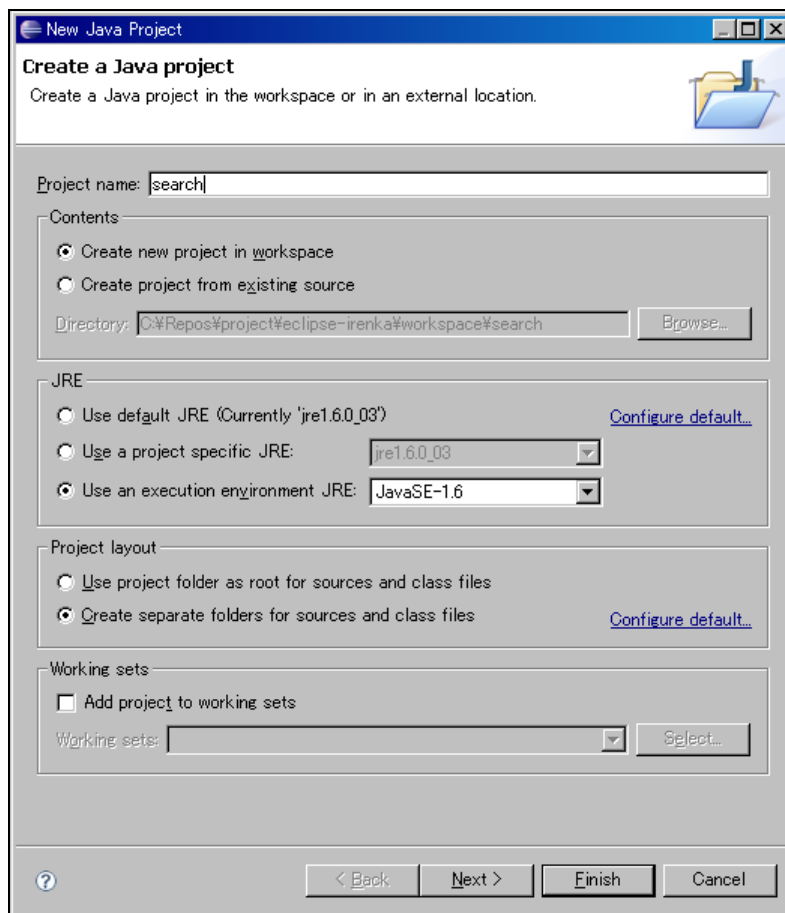 New Java Project
Create a Java project
Create a Java project in the workspace or in an external location.
Project name: search
Contents
Create new project in workspace
Create project from existing source
Directory: C:¥Repos¥project¥eclipse-irenka¥workspace¥search Browse...
JRE
Use default JRE (Currently 'jre1.6.0_03') Configure default...
Use a project specific JRE: jre1.6.0_03
Use an execution environment JRE: JavaSE-1.6
Project layout
Use project folder as root for sources and class files
Create separate folders for sources and class files Configure default...
Working sets
Add project to working sets
Working sets: Select...
? < Back Next > Finish Cancel